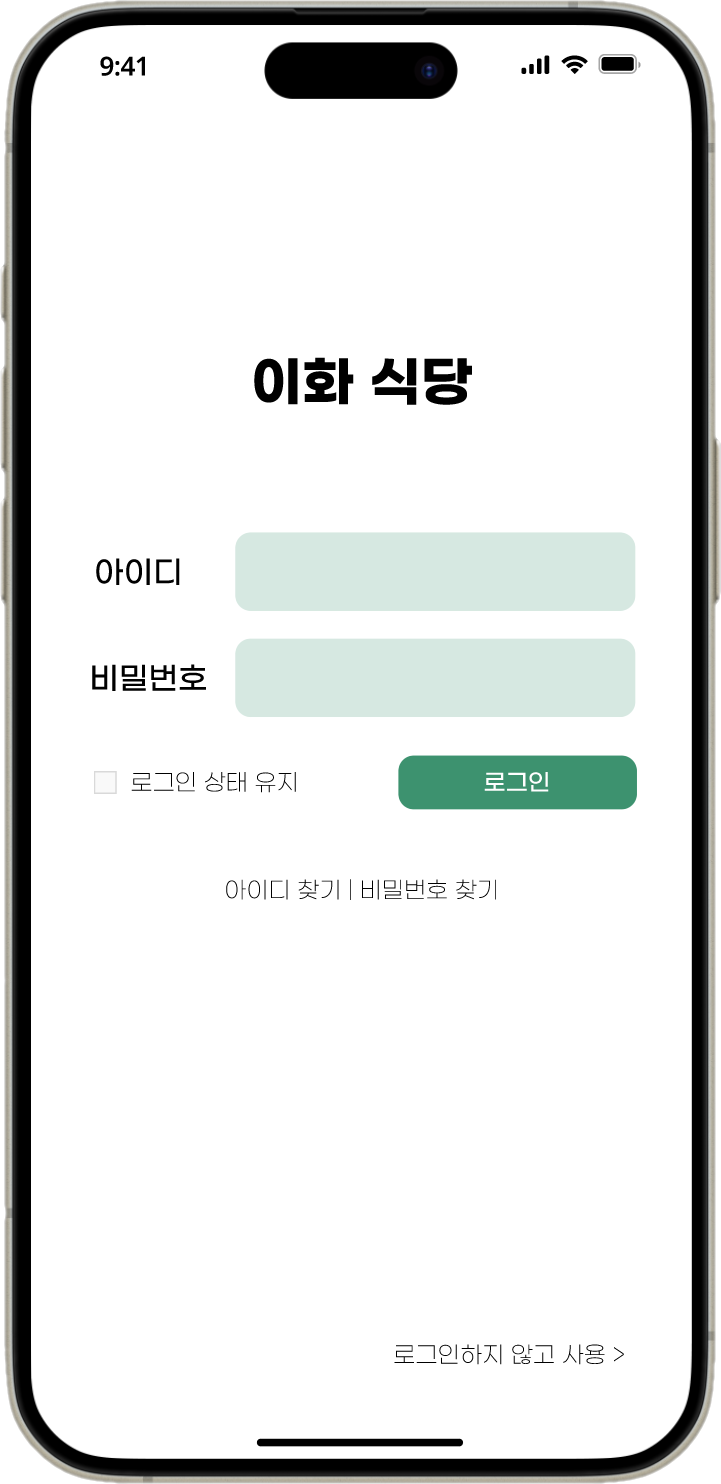 9:41
이화 식당
아이디
비밀번호
로그인 상태 유지 로그인
아이디 찾기 | 비밀번호 찾기
로그인하지 않고 사용 >